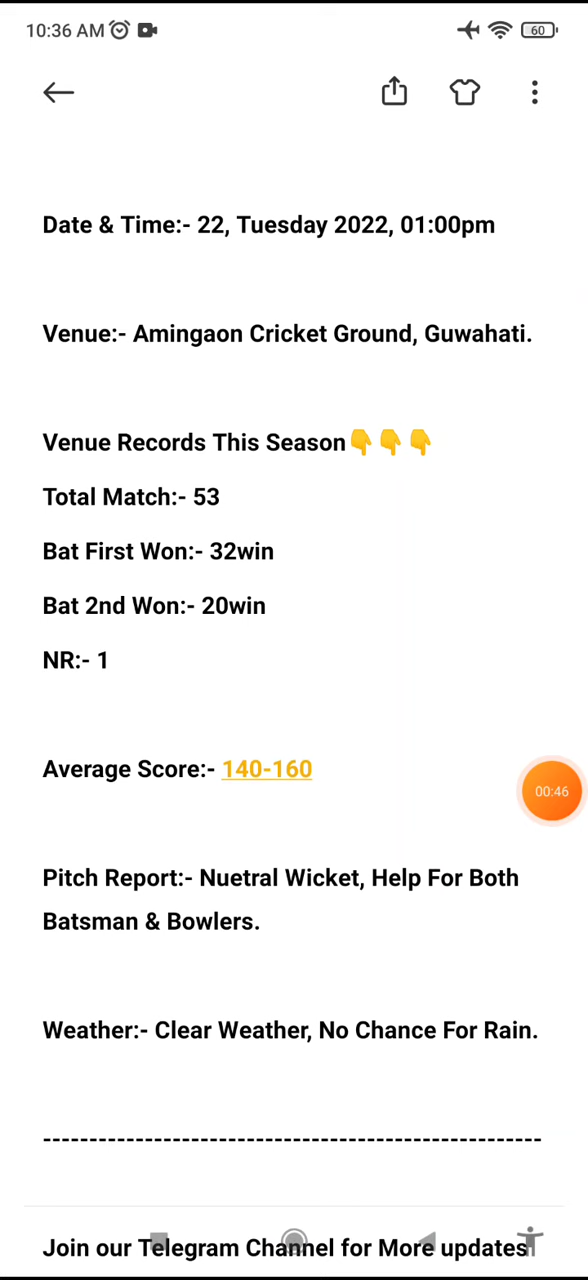 10:36 AM
60
Date & Time:- 22, Tuesday 2022, 01:00pm
Venue:- Amingaon Cricket Ground, Guwahati.
Venue Records This Season👇👇👇
Total Match:- 53
Bat First Won:- 32win
Bat 2nd Won:- 20win
NR:- 1
Average Score:- 140-160
00:46
Pitch Report:- Nuetral Wicket, Help For Both
Batsman & Bowlers.
Weather:- Clear Weather, No Chance For Rain.
-----------------------------------------------------
Join our Telegram Channel for More updates